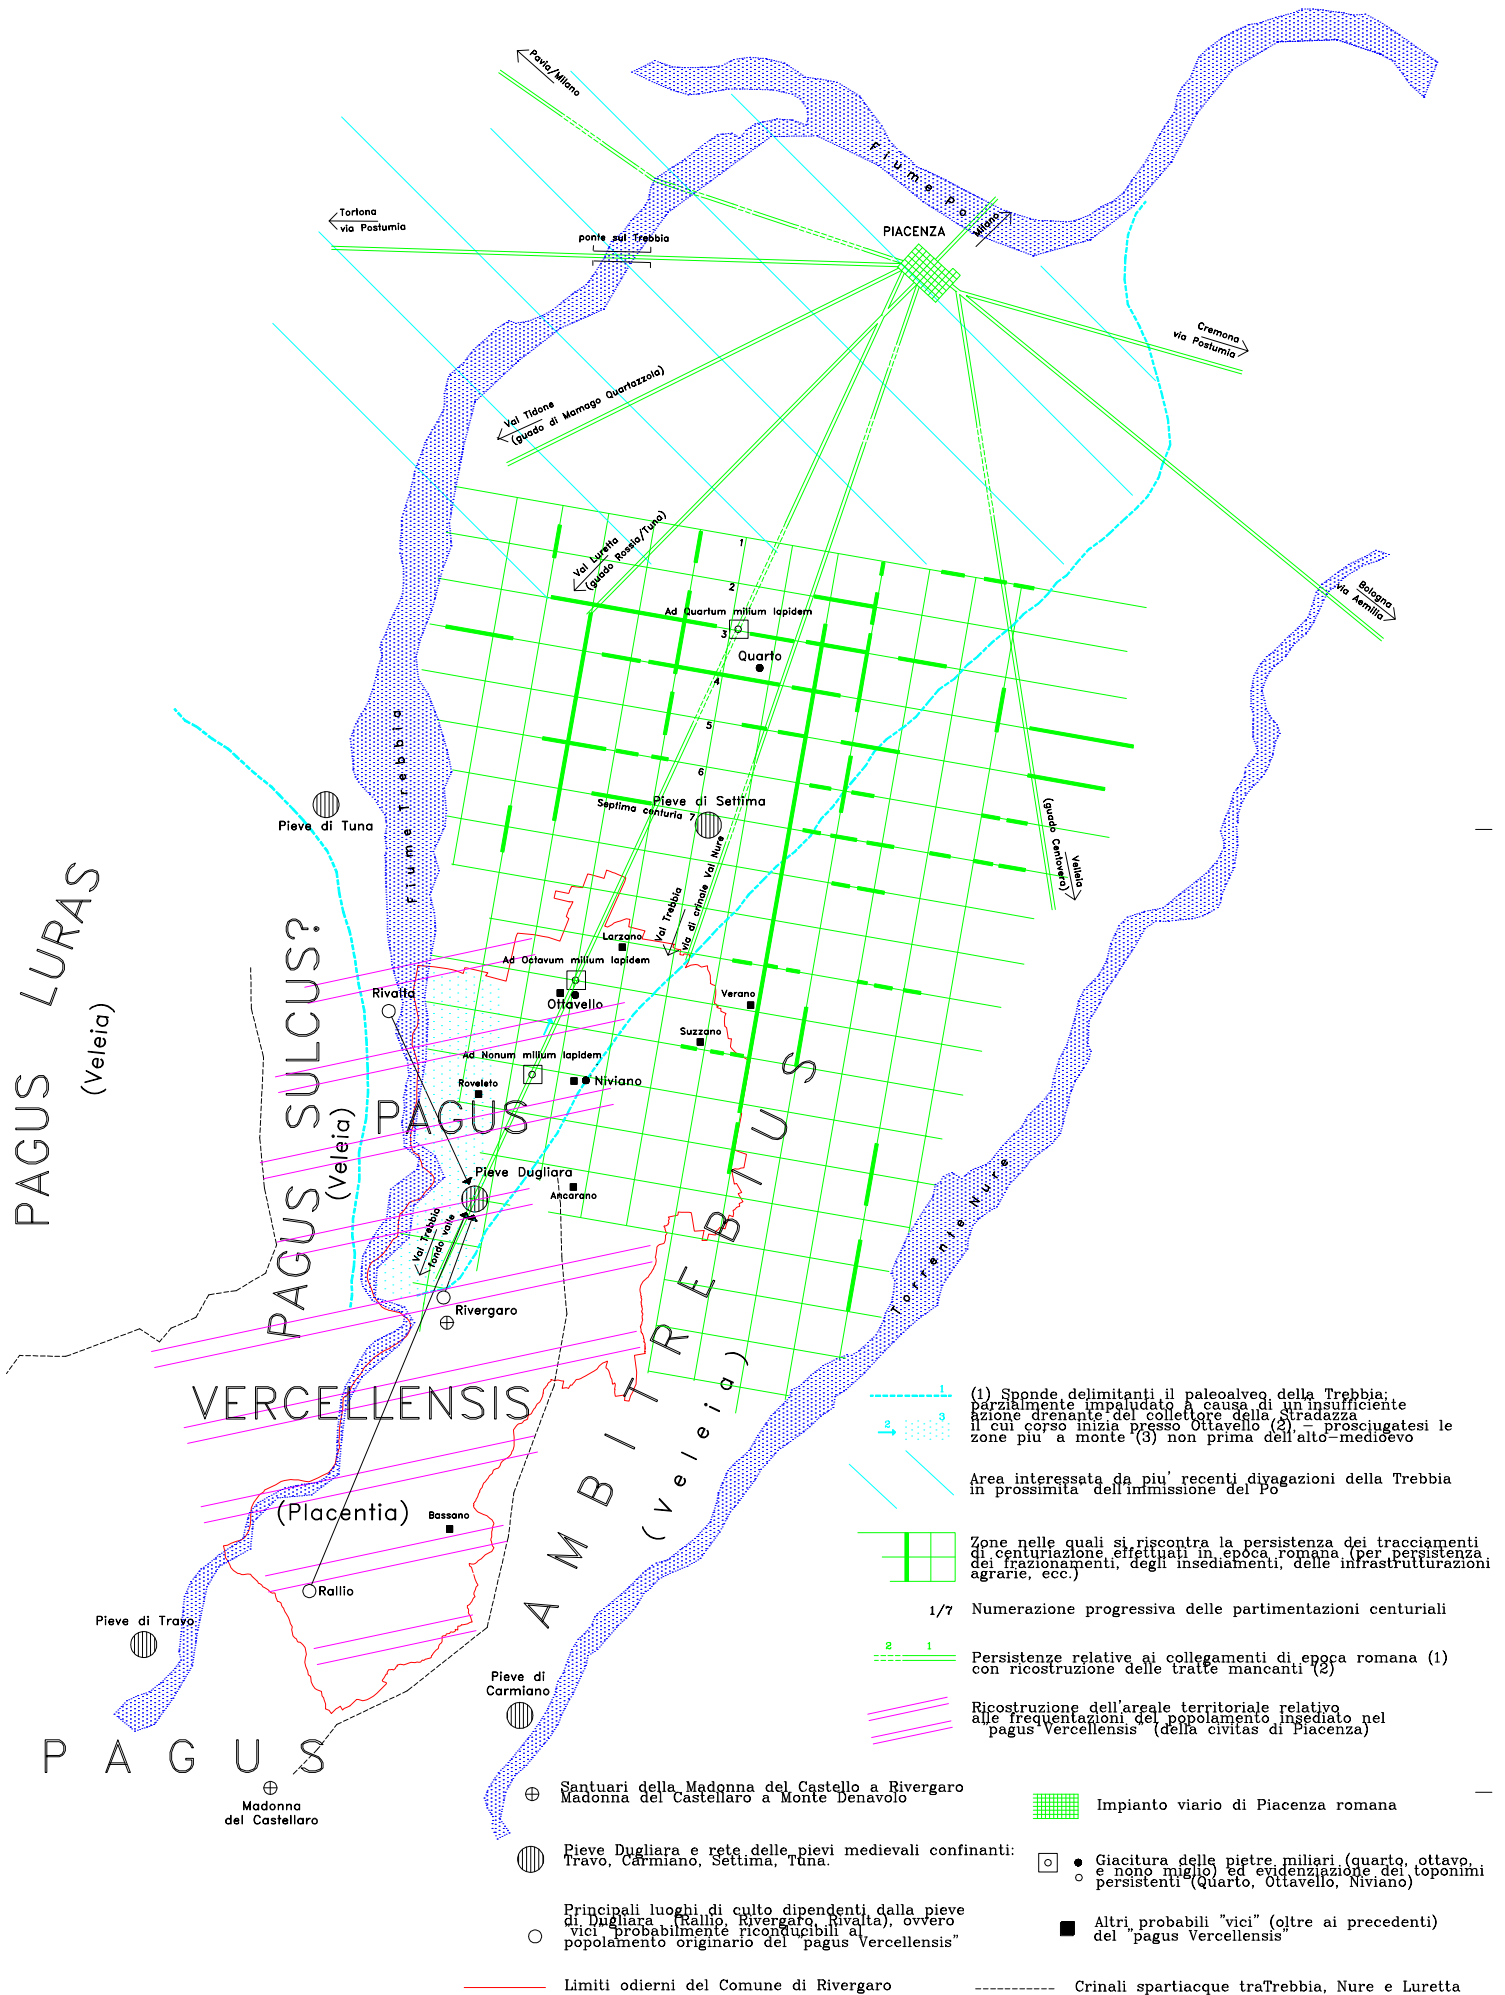 Pavia/Milano
Fiume Po
Tortona
via Postumia
ponte sul Trebbia
PIACENZA
Milano
Cremona
via Postumia
Val Tidone
(guado di Mamago Quartazzola)
Val Luretta
(guado Rossia/Tuna)
Bologna
via Aemilia
1
2
Ad Quartum milium lapidem
3
Quarto
4
5
6
Pieve di Settima
Septima centuria 7
Fiume Trebbia
Pieve di Tuna
(guado Centovera)
Velleia
Val Trebbia
via di crinale Val Nure
PAGUS LURAS
(Veleia)
PAGUS SULCUS?
(Veleia)
Larzano
Ad Octavum milium lapidem
Rivalta
Ottavello
Verano
Suzzano
Ad Nonum milium lapidem
Roveleto
Niviano
PAGUS
Pieve Dugliara
Ancarano
Val Trebbia
fondo valle
Torrente Nure
Rivergaro
VERCELLENSIS
AMBITREBIUS
(Veleia)
(Placentia)
Bassano
Rallio
Pieve di Travo
Pieve di
Carmiano
PAGUS
Madonna
del Castellaro
1
2
3
(1) Sponde delimitanti il paleoalveo della Trebbia;
parzialmente impaludato a causa di un'insufficiente
azione drenante del collettore della Stradazza
il cui corso inizia presso Ottavello (2), – prosciugatesi le
zone piu' a monte (3) non prima dell'alto-medioevo
Area interessata da piu' recenti divagazioni della Trebbia
in prossimita' dell'immissione del Po
Zone nelle quali si riscontra la persistenza dei tracciamenti
di centuriazione effettuati in epoca romana (per persistenza
dei frazionamenti, degli insediamenti, delle infrastrutturazioni
agrarie, ecc.)
1/7 Numerazione progressiva delle partimentazioni centuriali
2 1
Persistenze relative ai collegamenti di epoca romana (1)
con ricostruzione delle tratte mancanti (2)
Ricostruzione dell'areale territoriale relativo
alle frequentazioni del popolamento insediato nel
"pagus Vercellensis" (della civitas di Piacenza)
Santuari della Madonna del Castello a Rivergaro
Madonna del Castellaro a Monte Denavolo
Impianto viario di Piacenza romana
Pieve Dugliara e rete delle pievi medievali confinanti:
Travo, Carmiano, Settima, Tuna.
Giacitura delle pietre miliari (quarto, ottavo,
e nono miglio) ed evidenziazione dei toponimi
persistenti (Quarto, Ottavello, Niviano)
Principali luoghi di culto dipendenti dalla pieve
di Dugliara (Rallio, Rivergaro, Rivalta), ovvero
"vici" probabilmente riconducibili al
popolamento originario del "pagus Vercellensis"
Altri probabili "vici" (oltre ai precedenti)
del "pagus Vercellensis"
Limiti odierni del Comune di Rivergaro
Crinali spartiacque traTrebbia, Nure e Luretta